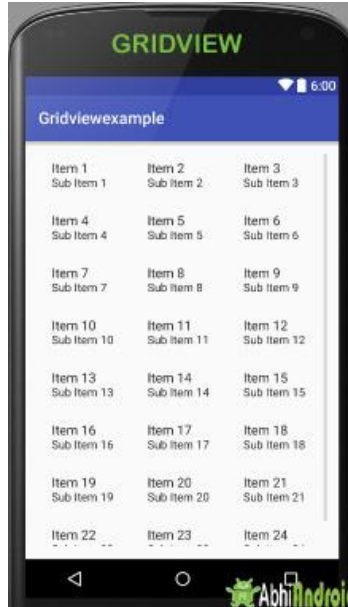 GRIDVIEW
6:00
Gridviewexample
Item 1 Item 2 Item 3
Sub Item 1 Sub Item 2 Sub Item 3
Item 4 Item 5 Item 6
Sub Item 4 Sub Item 5 Sub Item 6
Item 7 Item 8 Item 9
Sub Item 7 Sub Item 8 Sub Item 9
Item 10 Item 11 Item 12
Sub Item 10 Sub Item 11 Sub Item 12
Item 13 Item 14 Item 15
Sub Item 13 Sub Item 14 Sub Item 15
Item 16 Item 17 Item 18
Sub Item 16 Sub Item 17 Sub Item 18
Item 19 Item 20 Item 21
Sub Item 19 Sub Item 20 Sub Item 21
Item 22 Item 23 Item 24
AbhiAndroid